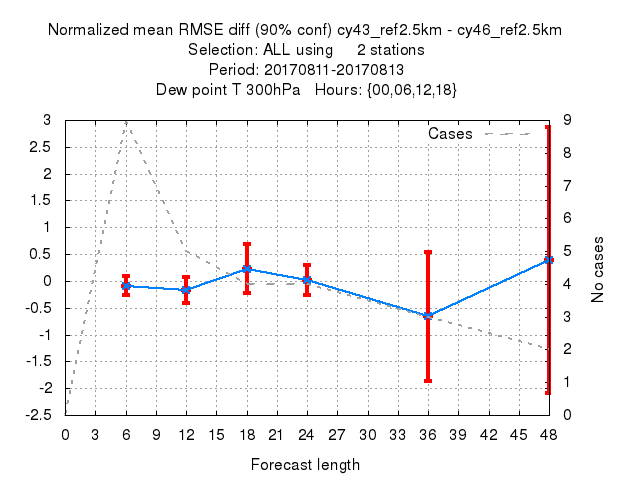 Normalized mean RMSE diff (90% conf) cy43_ref2.5km - cy46_ref2.5km
Selection: ALL using     2 stations
Period: 20170811-20170813
Dew point T 300hPa   Hours: {00,06,12,18}
Cases
3
2.5
2
1.5
1
0.5
0
-0.5
-1
-1.5
-2
-2.5
9
8
7
6
5
4
3
2
1
0
No cases
0 3 6 9 12 15 18 21 24 27 30 33 36 39 42 45 48
Forecast length